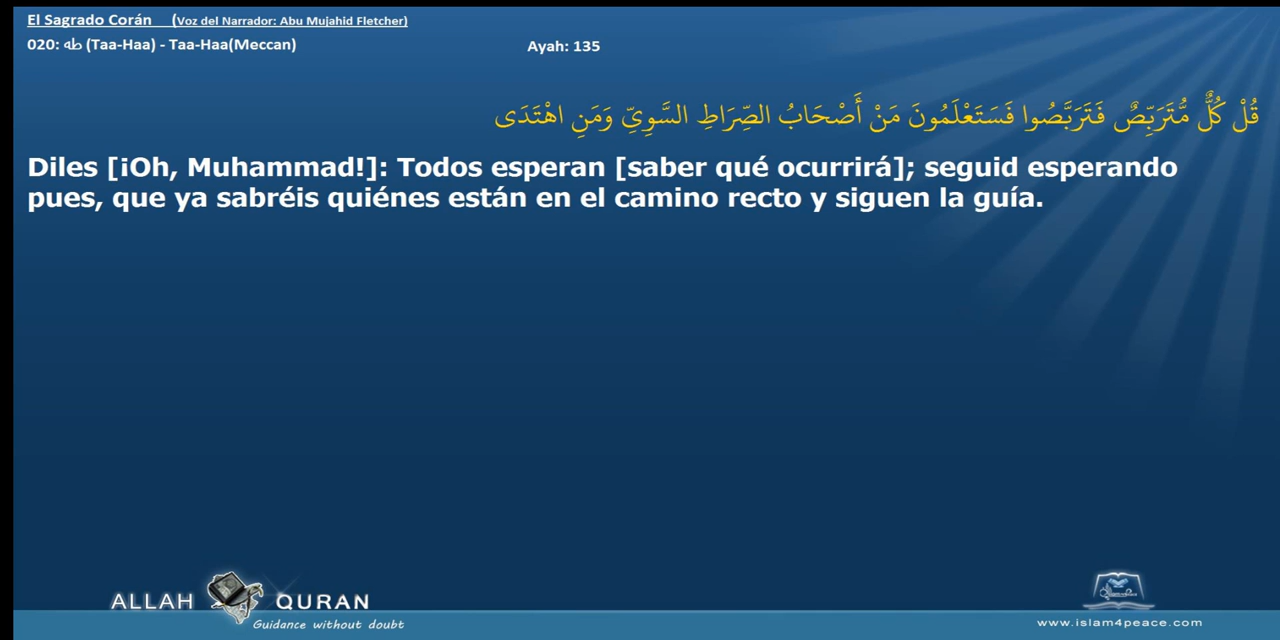 El Sagrado Corán (Voz del Narrador: Abu Mujahid Fletcher)
020: طه (Taa-Haa) - Taa-Haa(Meccan) Ayah: 135
قُلْ كُلٌّ مُّتَرَبِّصٌ فَتَرَبَّصُوا فَسَتَعْلَمُونَ مَنْ أَصْحَابُ الصِّرَاطِ السَّوِيِّ وَمَنِ اهْتَدَى
Diles [¡Oh, Muhammad!]: Todos esperan [saber qué ocurrirá]; seguid esperando
pues, que ya sabréis quiénes están en el camino recto y siguen la guía.
ALLAH QURAN
Guidance without doubt
www.islam4peace.com